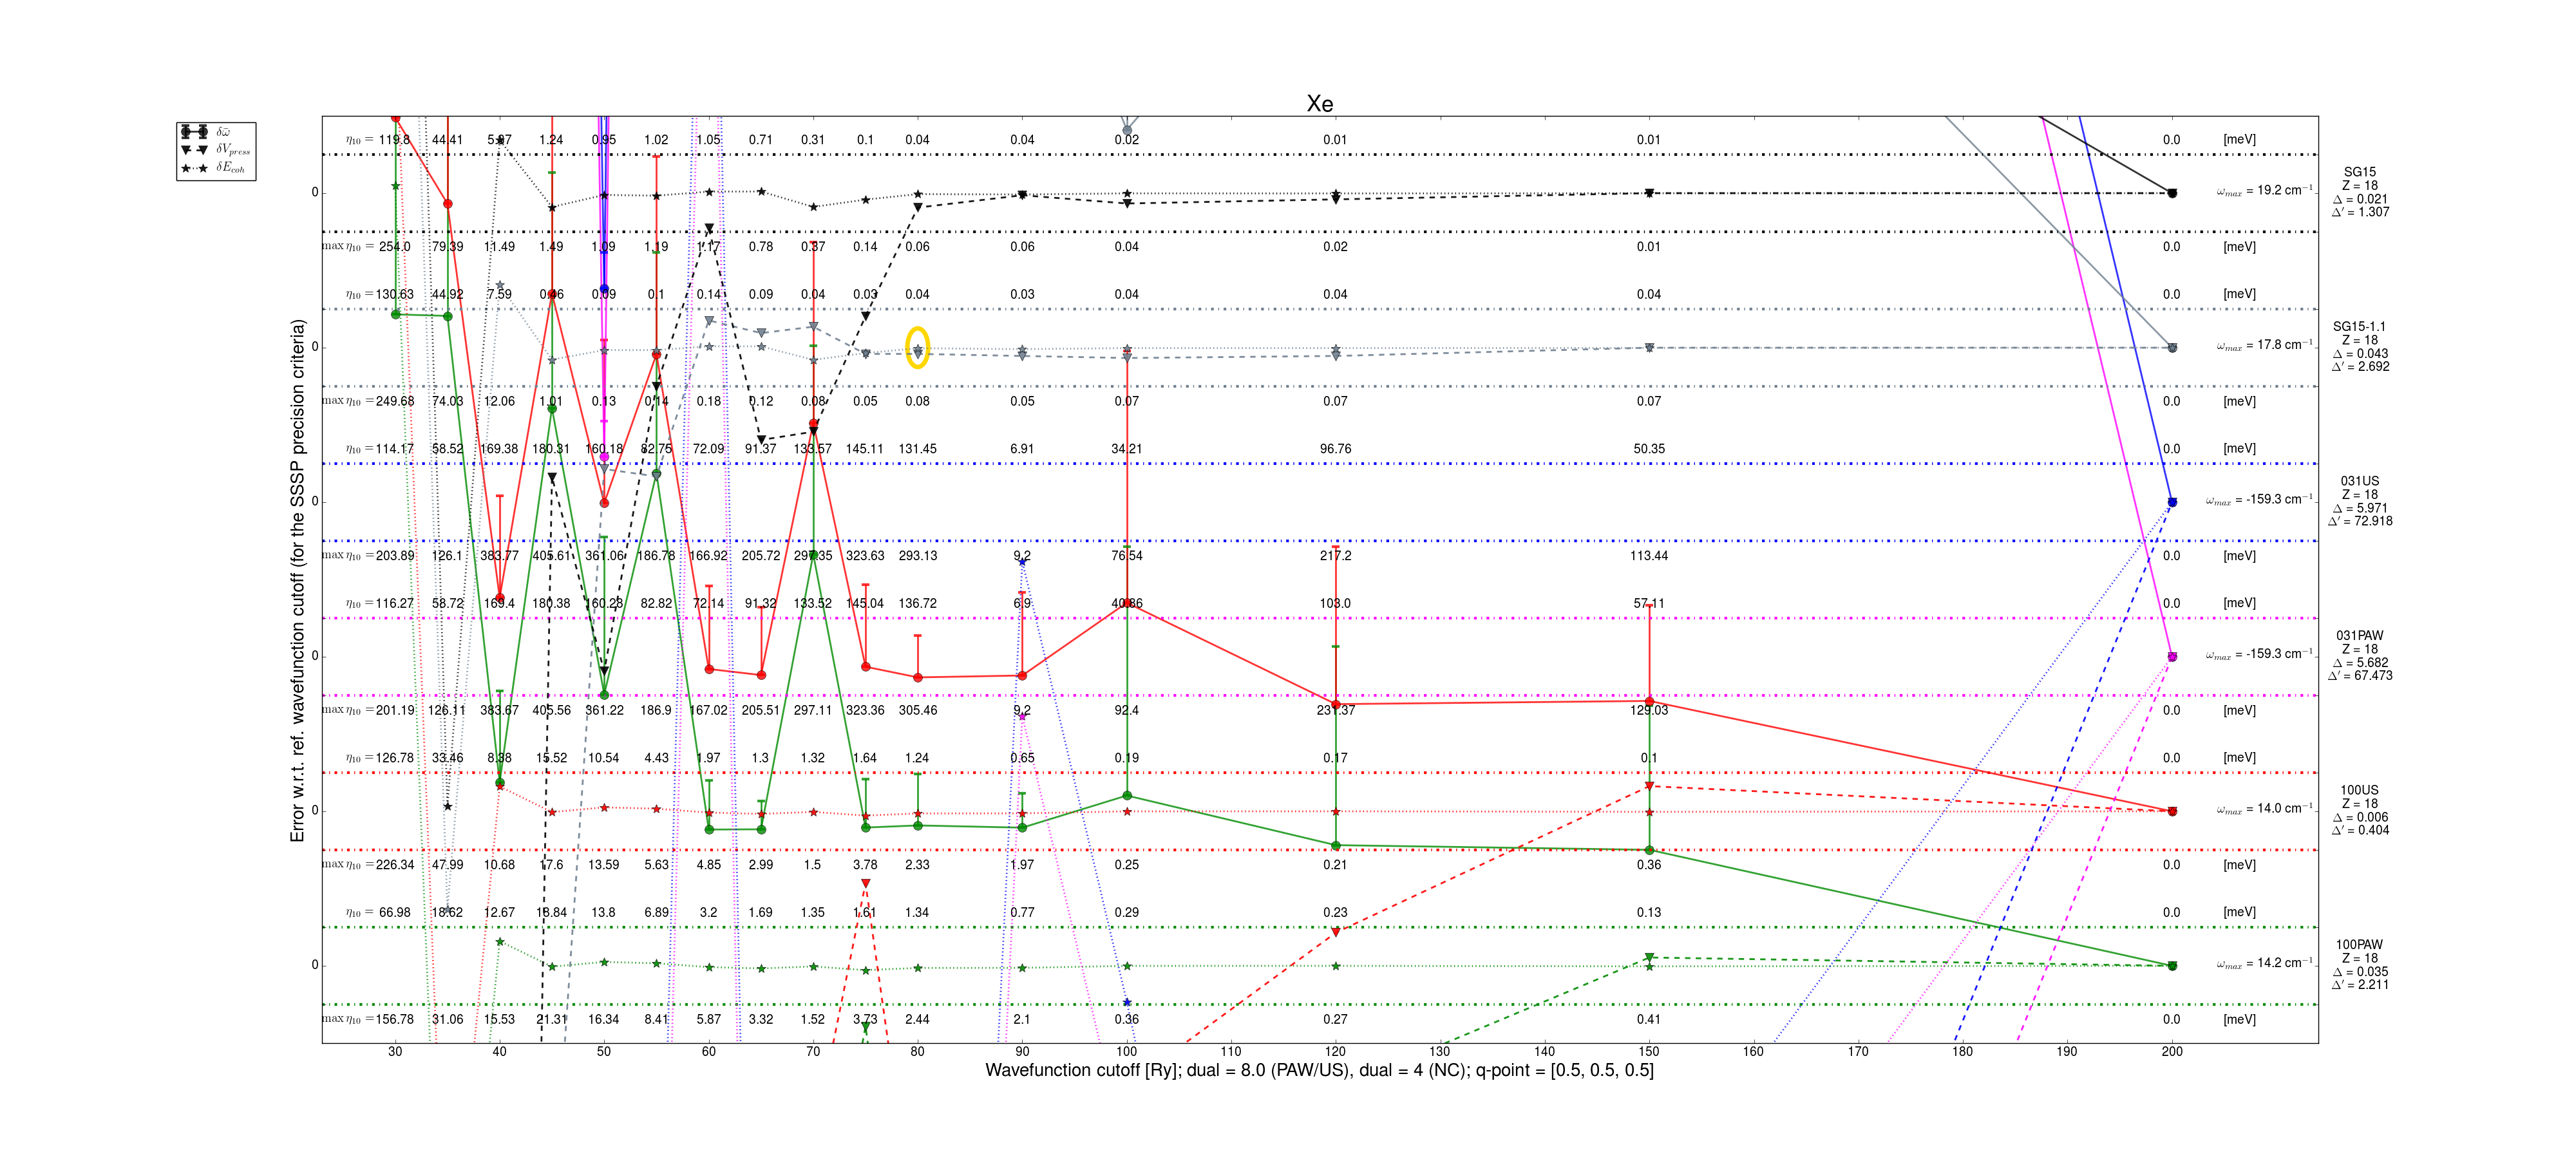 Xe
δω̄
δV_press
δE_coh
Error w.r.t. ref. wavefunction cutoff (for the SSSP precision criteria)
η₁₀ = 119.8 44.41 5.87 1.24 0.95 1.02 1.05 0.71 0.31 0.1 0.04 0.04 0.02 0.01 0.01 0.0 [meV]
0 ω_max = 19.2 cm⁻¹
SG15
Z = 18
Δ = 0.021
Δ′ = 1.307
max η₁₀ = 254.0 79.39 11.49 1.49 1.09 1.19 1.17 0.78 0.37 0.14 0.06 0.06 0.04 0.02 0.01 0.0 [meV]
η₁₀ = 130.63 44.92 7.59 0.46 0.09 0.1 0.14 0.09 0.04 0.03 0.04 0.03 0.04 0.04 0.04 0.0 [meV]
0 ω_max = 17.8 cm⁻¹
SG15-1.1
Z = 18
Δ = 0.043
Δ′ = 2.692
max η₁₀ = 249.68 74.03 12.06 1.01 0.13 0.14 0.18 0.12 0.08 0.05 0.08 0.05 0.07 0.07 0.07 0.0 [meV]
η₁₀ = 114.17 58.52 169.38 180.31 160.18 82.75 72.09 91.37 133.57 145.11 131.45 6.91 34.21 96.76 50.35 0.0 [meV]
0 ω_max = -159.3 cm⁻¹
031US
Z = 18
Δ = 5.971
Δ′ = 72.918
max η₁₀ = 203.89 126.1 383.77 405.61 361.06 186.78 166.92 205.72 297.35 323.63 293.13 9.2 76.54 217.2 113.44 0.0 [meV]
η₁₀ = 116.27 58.72 169.4 180.38 160.23 82.82 72.14 91.32 133.52 145.04 136.72 6.9 40.86 103.0 57.11 0.0 [meV]
0 ω_max = -159.3 cm⁻¹
031PAW
Z = 18
Δ = 5.682
Δ′ = 67.473
max η₁₀ = 201.19 126.11 383.67 405.56 361.22 186.9 167.02 205.51 297.11 323.36 305.46 9.2 92.4 231.37 129.03 0.0 [meV]
η₁₀ = 126.78 33.46 8.38 15.52 10.54 4.43 1.97 1.3 1.32 1.64 1.24 0.65 0.19 0.17 0.1 0.0 [meV]
0 ω_max = 14.0 cm⁻¹
100US
Z = 18
Δ = 0.006
Δ′ = 0.404
max η₁₀ = 226.34 47.99 10.68 17.6 13.59 5.63 4.85 2.99 1.5 3.78 2.33 1.97 0.25 0.21 0.36 0.0 [meV]
η₁₀ = 66.98 18.62 12.67 18.84 13.8 6.89 3.2 1.69 1.35 1.61 1.34 0.77 0.29 0.23 0.13 0.0 [meV]
0 ω_max = 14.2 cm⁻¹
100PAW
Z = 18
Δ = 0.035
Δ′ = 2.211
max η₁₀ = 156.78 31.06 15.53 21.31 16.34 8.41 5.87 3.32 1.52 3.73 2.44 2.1 0.36 0.27 0.41 0.0 [meV]
30 40 50 60 70 80 90 100 110 120 130 140 150 160 170 180 190 200
Wavefunction cutoff [Ry]; dual = 8.0 (PAW/US), dual = 4 (NC); q-point = [0.5, 0.5, 0.5]